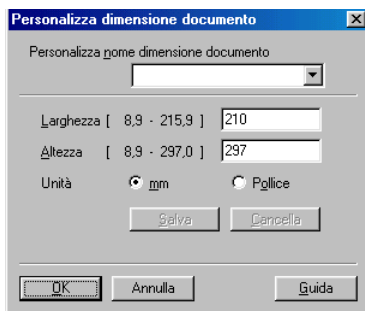 Personalizza dimensione documento
Personalizza nome dimensione documento
Larghezza [ 8,9 - 215,9 ] 210
Altezza [ 8,9 - 297,0 ] 297
Unità mm Pollice
Salva Cancella
OK Annulla Guida